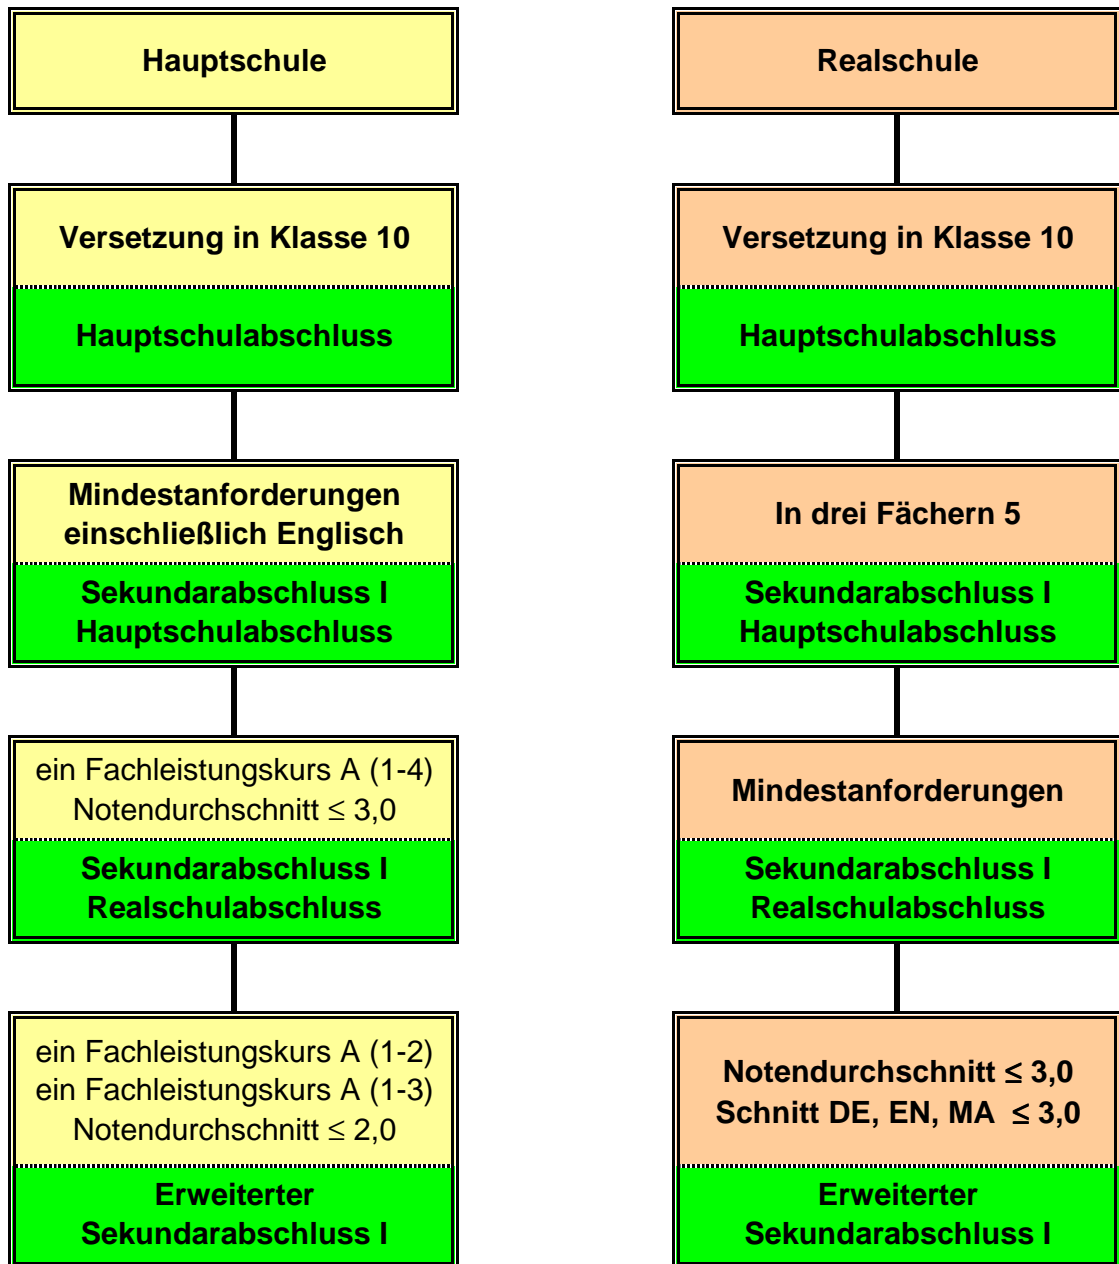 Hauptschule
Versetzung in Klasse 10
Hauptschulabschluss
Mindestanforderungen
einschließlich Englisch
Sekundarabschluss I
Hauptschulabschluss
ein Fachleistungskurs A (1-4)
Notendurchschnitt ≤ 3,0
Sekundarabschluss I
Realschulabschluss
ein Fachleistungskurs A (1-2)
ein Fachleistungskurs A (1-3)
Notendurchschnitt ≤ 2,0
Erweiterter
Sekundarabschluss I
Realschule
Versetzung in Klasse 10
Hauptschulabschluss
In drei Fächern 5
Sekundarabschluss I
Hauptschulabschluss
Mindestanforderungen
Sekundarabschluss I
Realschulabschluss
Notendurchschnitt ≤ 3,0
Schnitt DE, EN, MA ≤ 3,0
Erweiterter
Sekundarabschluss I